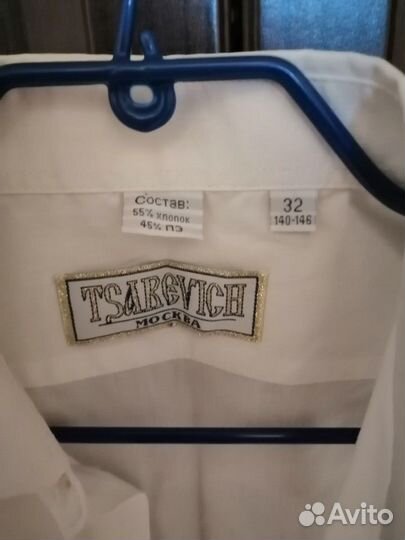 Состав:
55% хлопок
45% ПЭ
32
140-146
TSAREVICH
МОСКВА
Avito